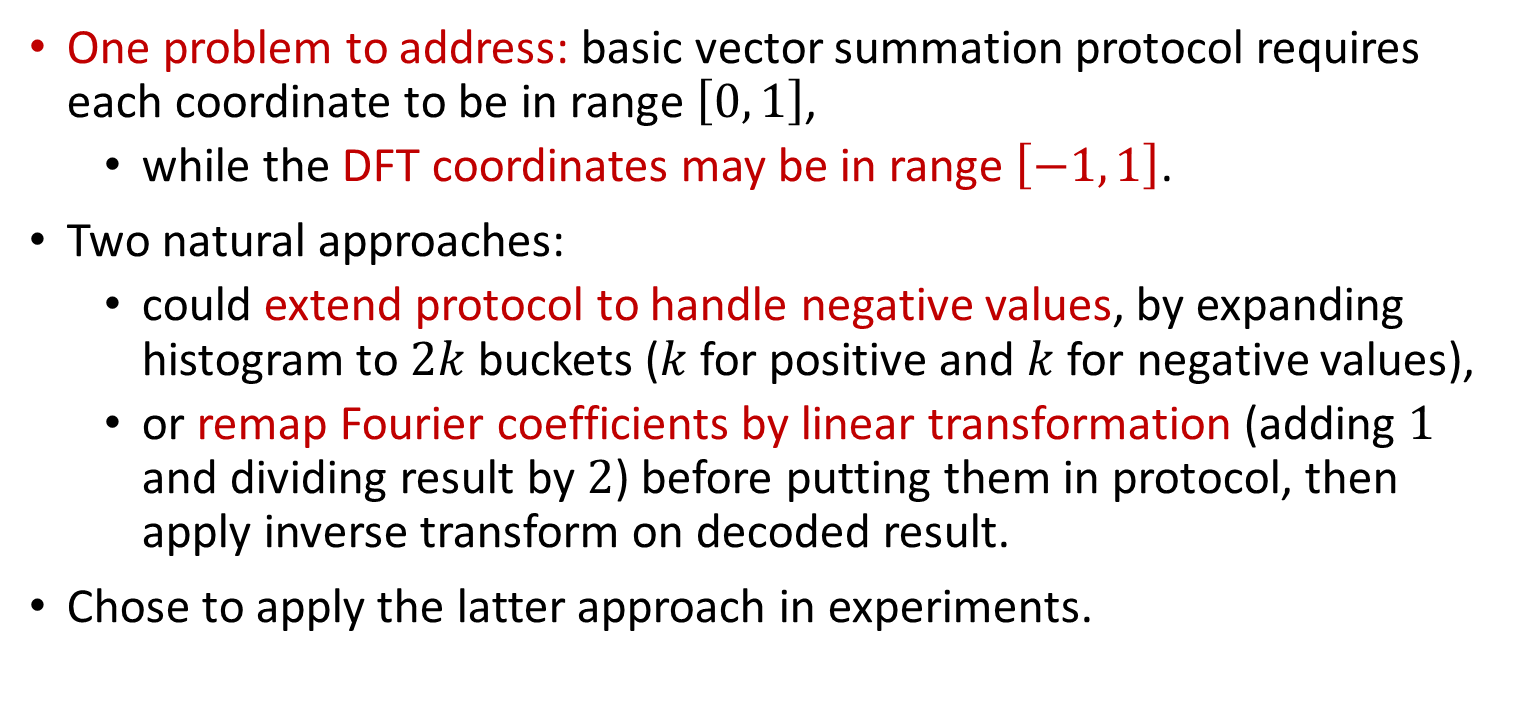 • One problem to address: basic vector summation protocol requires
each coordinate to be in range [0, 1],
• while the DFT coordinates may be in range [−1, 1].
• Two natural approaches:
• could extend protocol to handle negative values, by expanding
histogram to 2k buckets (k for positive and k for negative values),
• or remap Fourier coefficients by linear transformation (adding 1
and dividing result by 2) before putting them in protocol, then
apply inverse transform on decoded result.
• Chose to apply the latter approach in experiments.